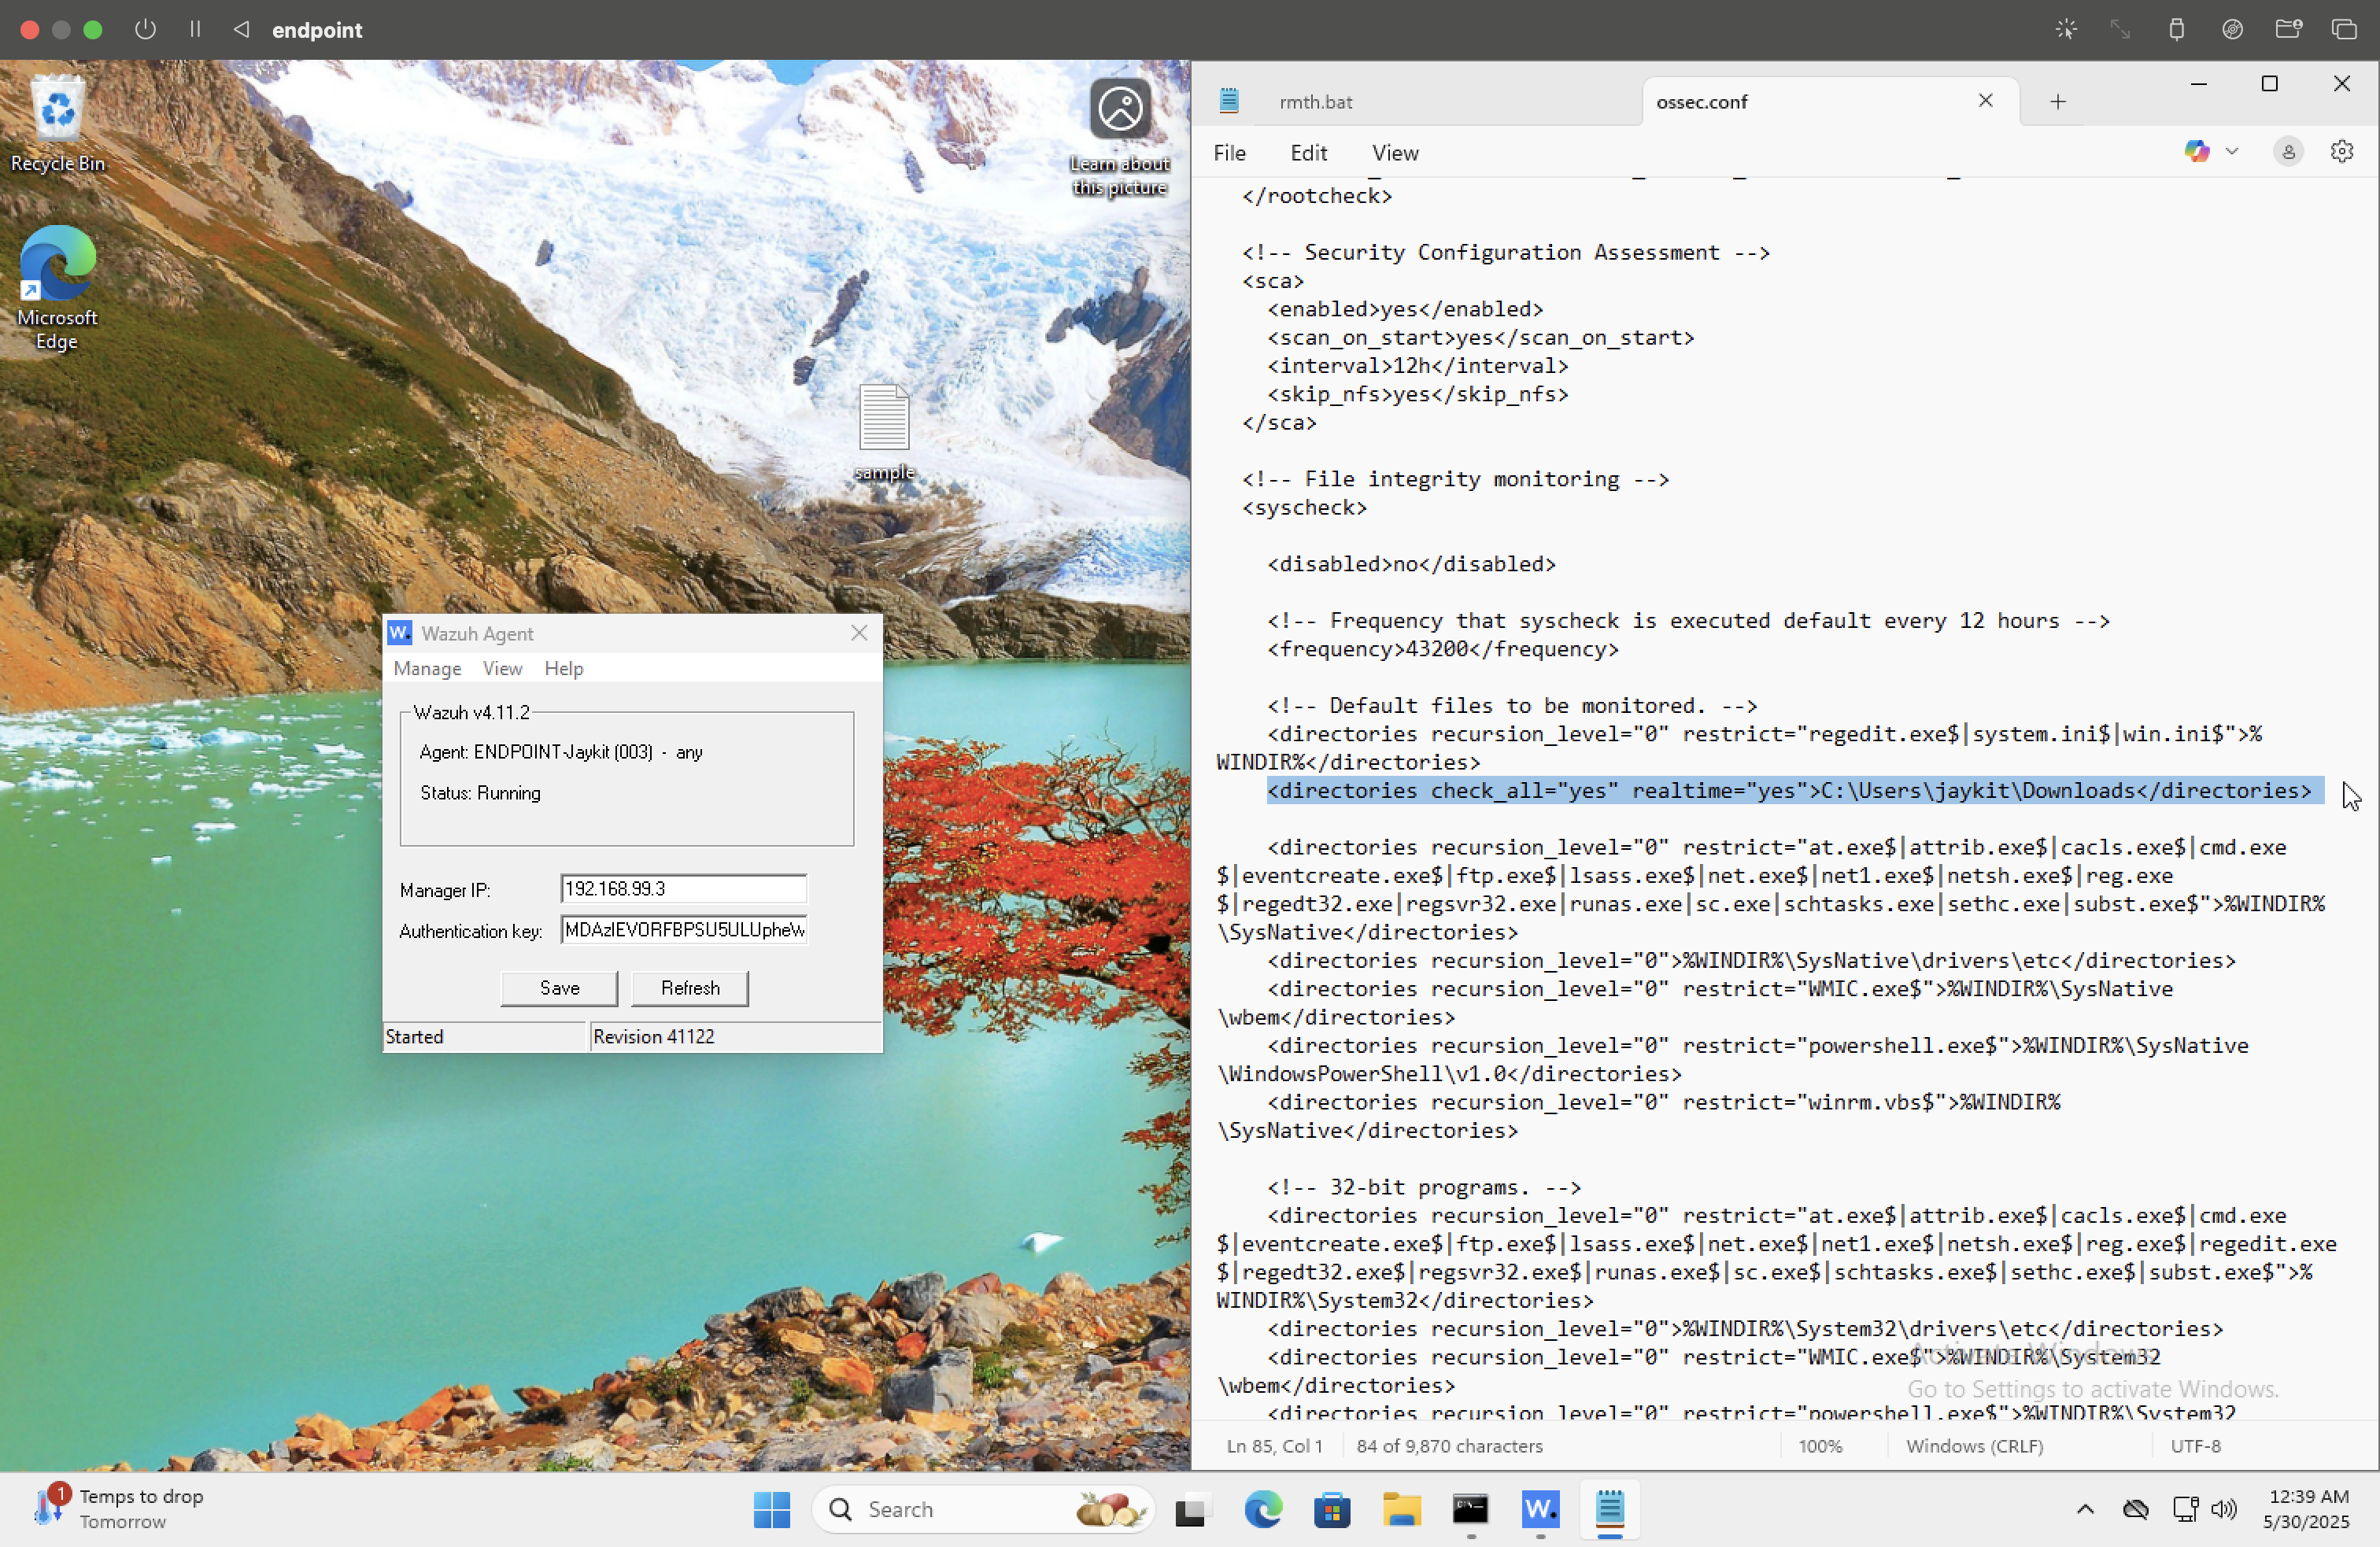 endpoint
Recycle Bin
Microsoft
Edge
Learn about
this picture
sample
Wazuh Agent
Manage View Help
Wazuh v4.11.2
Agent: ENDPOINT-Jaykit (003) - any
Status: Running
Manager IP: 192.168.99.3
Authentication key:
Save Refresh
Started Revision 41122
rmth.bat ossec.conf
File Edit View
</rootcheck>
<!-- Security Configuration Assessment -->
<sca>
<enabled>yes</enabled>
<scan_on_start>yes</scan_on_start>
<interval>12h</interval>
<skip_nfs>yes</skip_nfs>
</sca>
<!-- File integrity monitoring -->
<syscheck>
<disabled>no</disabled>
<!-- Frequency that syscheck is executed default every 12 hours -->
<frequency>43200</frequency>
<!-- Default files to be monitored. -->
<directories recursion_level="0" restrict="regedit.exe$|system.ini$|win.ini$">%
WINDIR%</directories>
<directories check_all="yes" realtime="yes">C:\Users\jaykit\Downloads</directories>
<directories recursion_level="0" restrict="at.exe$|attrib.exe$|cacls.exe$|cmd.exe
$|eventcreate.exe$|ftp.exe$|lsass.exe$|net.exe$|net1.exe$|netsh.exe$|reg.exe
$|regedt32.exe|regsvr32.exe|runas.exe|sc.exe|schtasks.exe|sethc.exe|subst.exe$">%WINDIR%
\SysNative</directories>
<directories recursion_level="0">%WINDIR%\SysNative\drivers\etc</directories>
<directories recursion_level="0" restrict="WMIC.exe$">%WINDIR%\SysNative
\wbem</directories>
<directories recursion_level="0" restrict="powershell.exe$">%WINDIR%\SysNative
\WindowsPowerShell\v1.0</directories>
<directories recursion_level="0" restrict="winrm.vbs$">%WINDIR%
\SysNative</directories>
<!-- 32-bit programs. -->
<directories recursion_level="0" restrict="at.exe$|attrib.exe$|cacls.exe$|cmd.exe
$|eventcreate.exe$|ftp.exe$|lsass.exe$|net.exe$|net1.exe$|netsh.exe$|reg.exe$|regedit.exe
$|regedt32.exe$|regsvr32.exe$|runas.exe$|sc.exe$|schtasks.exe$|sethc.exe$|subst.exe$">%
WINDIR%\System32</directories>
<directories recursion_level="0">%WINDIR%\System32\drivers\etc</directories>
<directories recursion_level="0" restrict="WMIC.exe$">%WINDIR%\System32
\wbem</directories>
<directories recursion_level="0" restrict="powershell.exe$">%WINDIR%\System32
Activate Windows
Go to Settings to activate Windows.
Ln 85, Col 1 84 of 9,870 characters 100% Windows (CRLF) UTF-8
1
Temps to drop
Tomorrow
Search
12:39 AM
5/30/2025